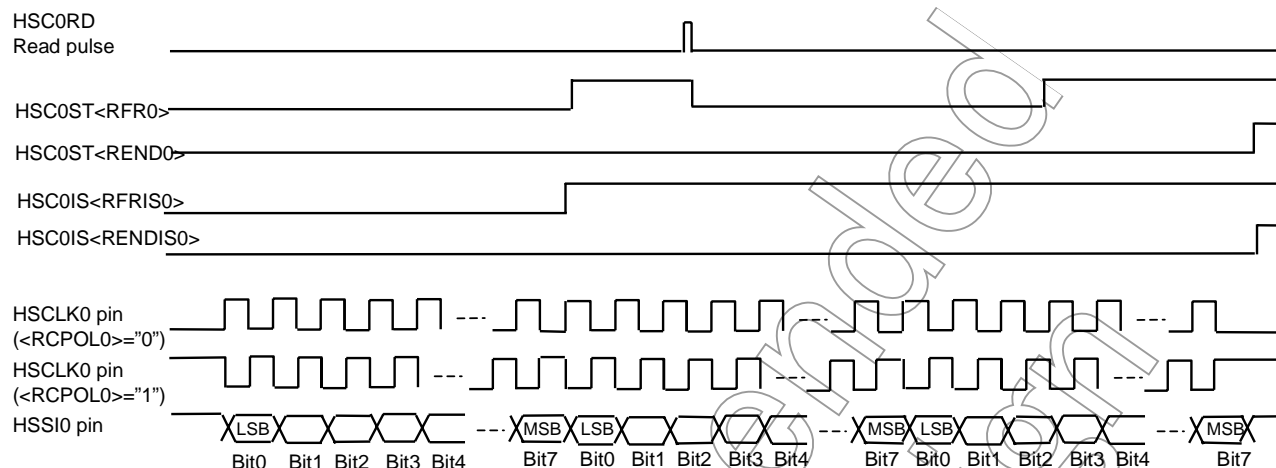 HSC0RD
Read pulse
HSC0ST<RFR0>
HSC0ST<REND0>
HSC0IS<RFRIS0>
HSC0IS<RENDIS0>
HSCLK0 pin
(<RCPOL0>="0")
HSCLK0 pin
(<RCPOL0>="1")
HSSI0 pin
LSB MSB LSB MSB LSB MSB
Bit0 Bit1 Bit2 Bit3 Bit4 Bit7 Bit0 Bit1 Bit2 Bit3 Bit4 Bit7 Bit0 Bit1 Bit2 Bit3 Bit4 Bit7
ended
ign